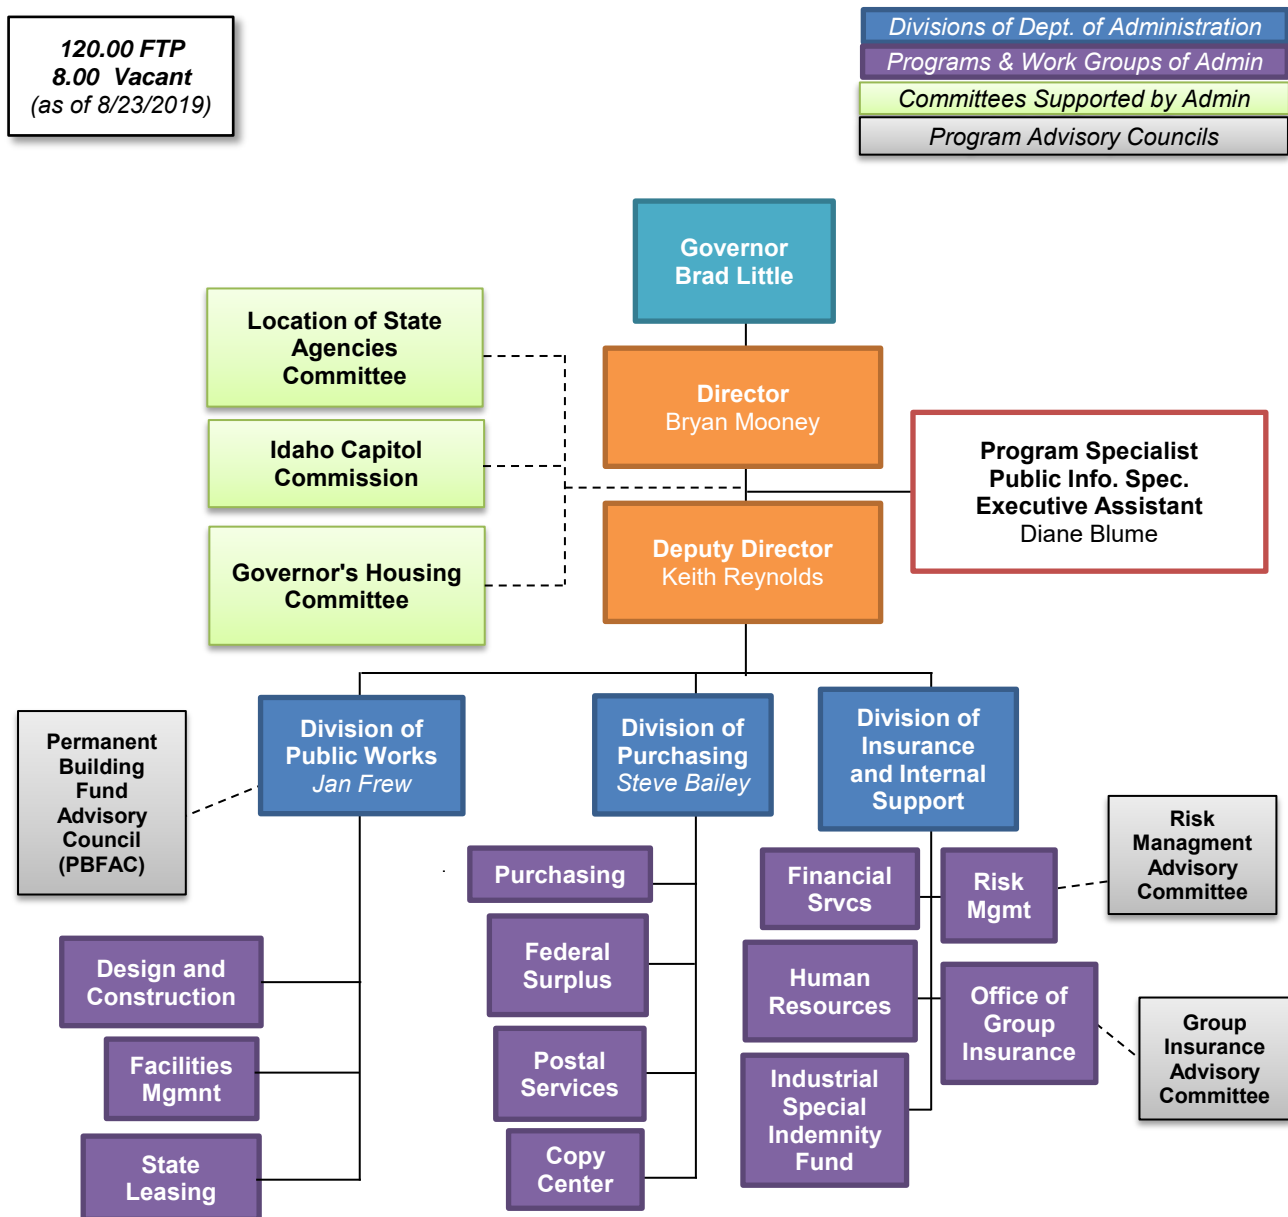 120.00 FTP
8.00 Vacant
(as of 8/23/2019)
Divisions of Dept. of Administration
Programs & Work Groups of Admin
Committees Supported by Admin
Program Advisory Councils
Governor
Brad Little
Location of State
Agencies
Committee
Director
Bryan Mooney
Idaho Capitol
Commission
Program Specialist
Public Info. Spec.
Executive Assistant
Diane Blume
Deputy Director
Keith Reynolds
Governor's Housing
Committee
Division of
Public Works
Jan Frew
Division of
Purchasing
Steve Bailey
Division of
Insurance
and Internal
Support
Permanent
Building
Fund
Advisory
Council
(PBFAC)
Risk
Managment
Advisory
Committee
Design and
Construction
Facilities
Mgmnt
State
Leasing
Purchasing
Federal
Surplus
Postal
Services
Copy
Center
Financial
Srvcs
Risk
Mgmt
Human
Resources
Office of
Group
Insurance
Industrial
Special
Indemnity
Fund
Group
Insurance
Advisory
Committee